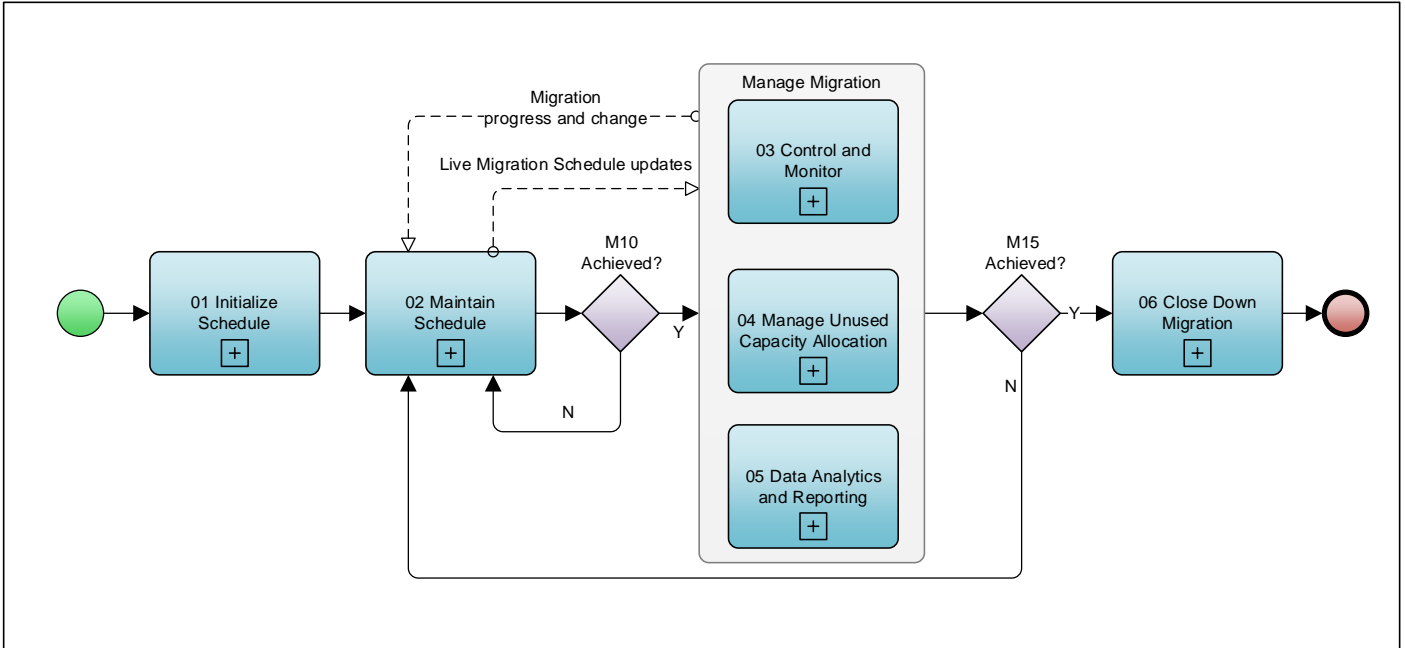 Manage Migration
Migration
progress and change
03 Control and
Monitor
Live Migration Schedule updates
M10
Achieved?
M15
Achieved?
01 Initialize
Schedule
02 Maintain
Schedule
Y
04 Manage Unused
Capacity Allocation
Y
06 Close Down
Migration
N
N
05 Data Analytics
and Reporting